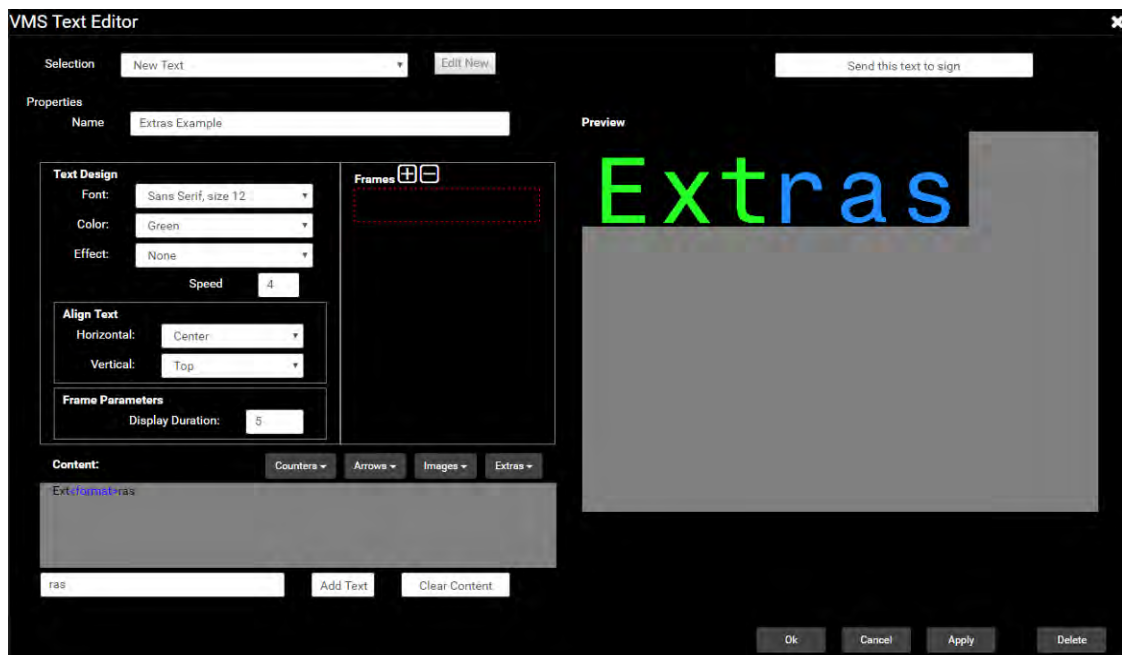 VMS Text Editor
Selection New Text Edit New Send this text to sign
Properties
Name Extras Example
Preview
Extras
Text Design
Font: Sans Serif, size 12
Color: Green
Effect: None
Speed 4
Align Text
Horizontal: Center
Vertical: Top
Frame Parameters
Display Duration: 5
Frames
Content: Counters Arrows Images Extras
Ext<format>ras
ras Add Text Clear Content
Ok Cancel Apply Delete